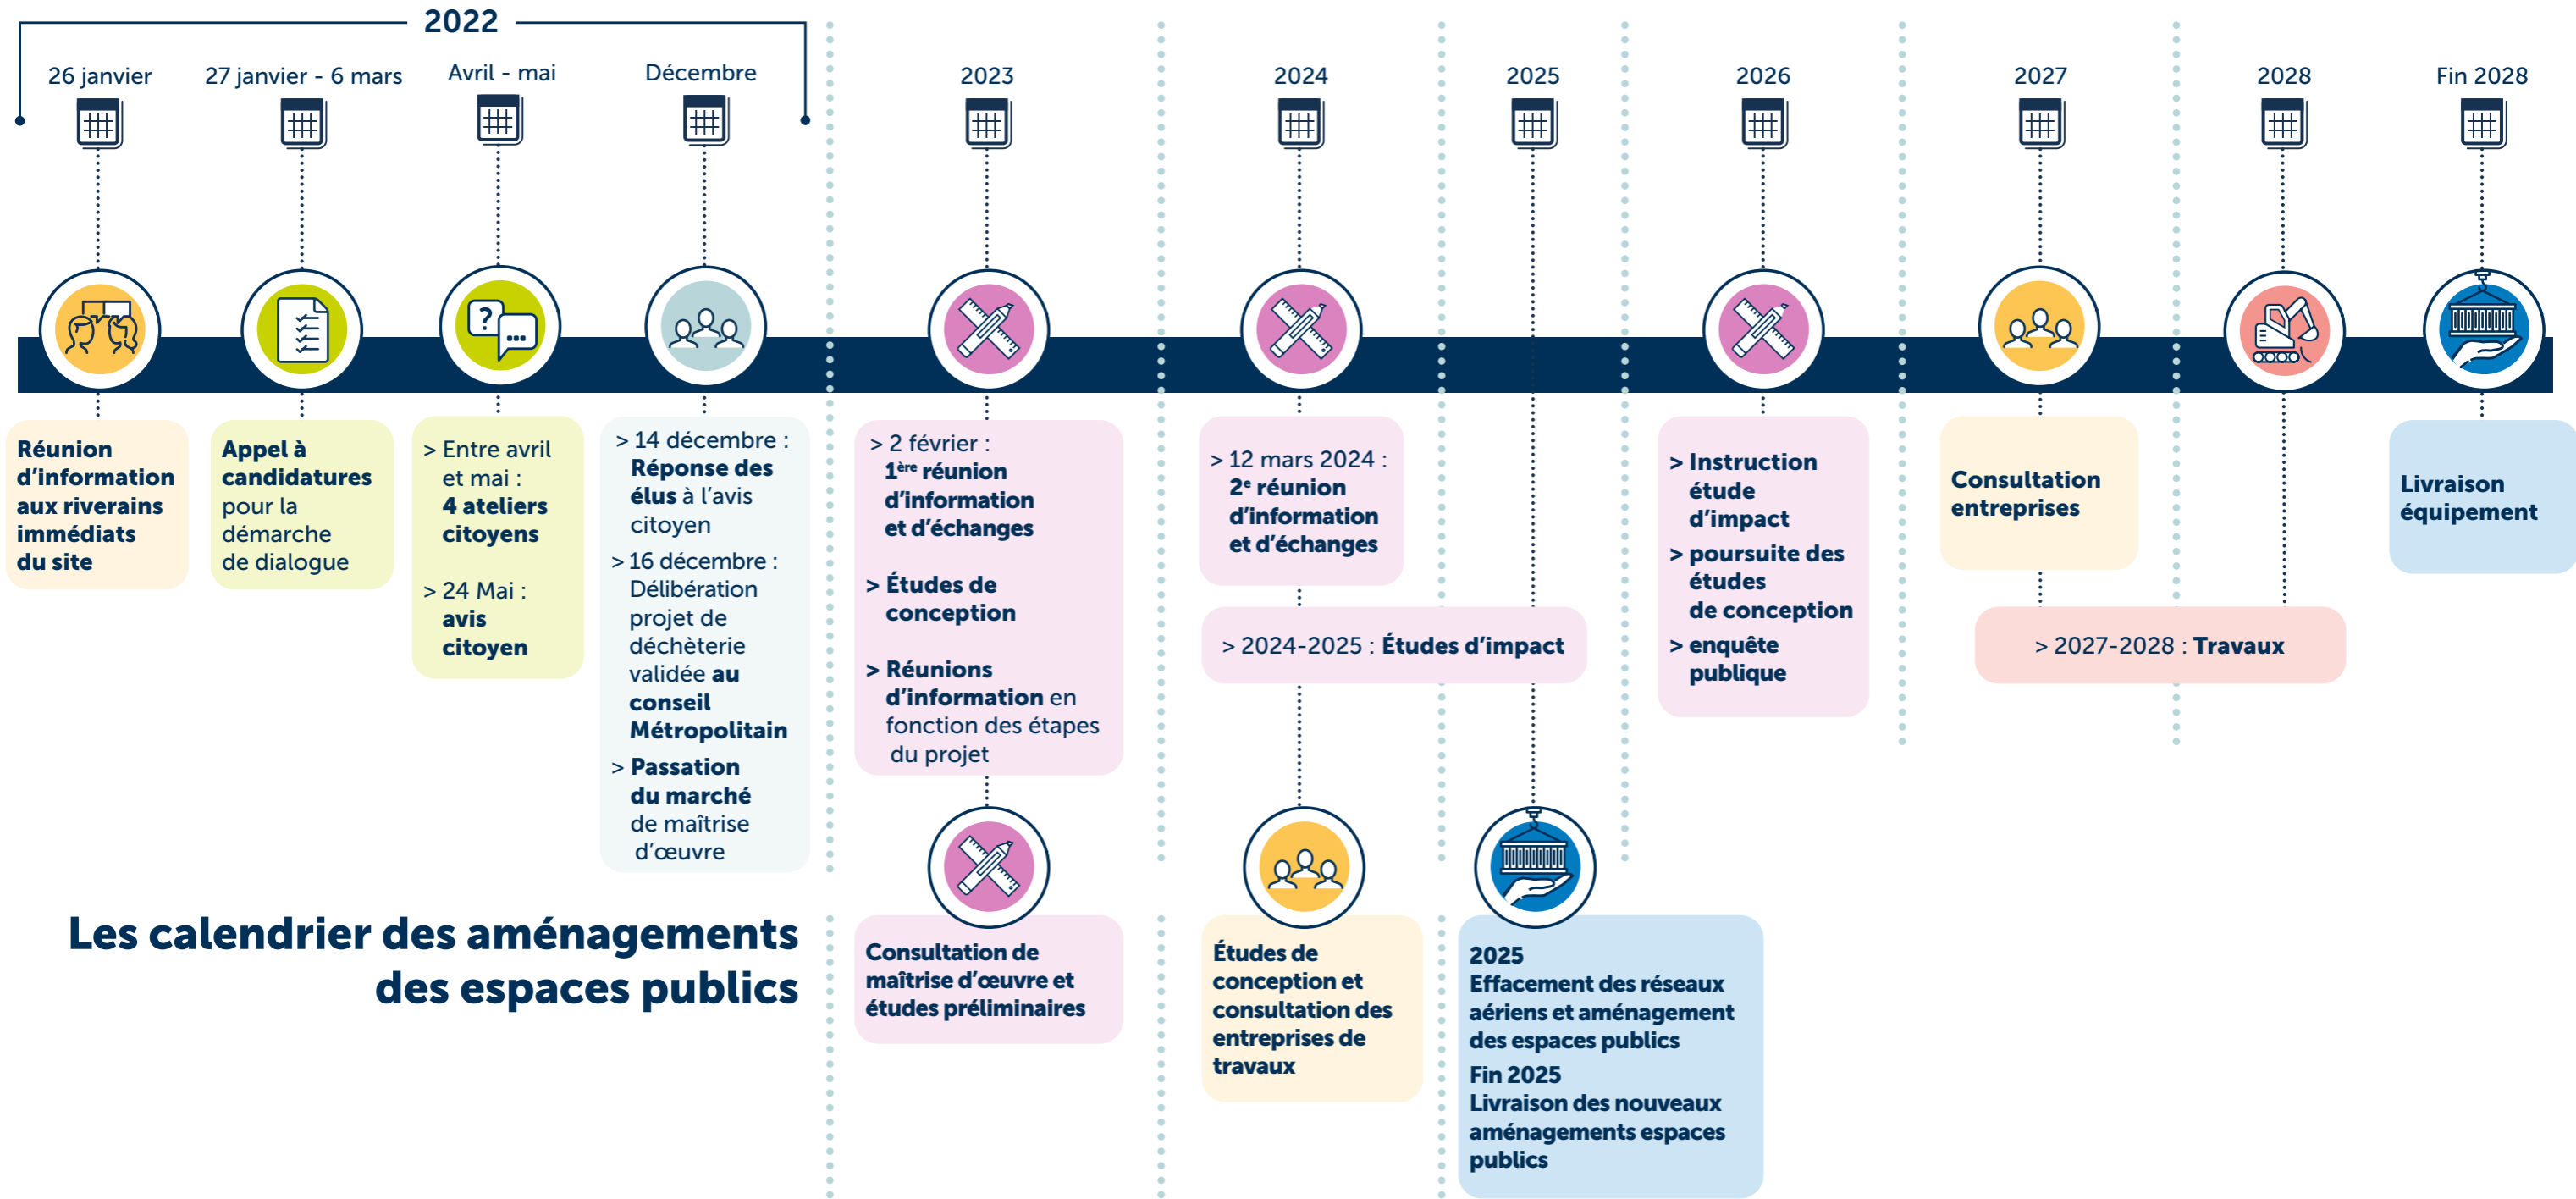 2022
26 janvier
27 janvier - 6 mars
Avril - mai
Décembre
2023
2024
2025
2026
2027
2028
Fin 2028
Réunion
d’information
aux riverains
immédiats
du site
Appel à
candidatures
pour la
démarche
de dialogue
> Entre avril
et mai :
4 ateliers
citoyens
> 24 Mai :
avis
citoyen
> 14 décembre :
Réponse des
élus à l’avis
citoyen
> 16 décembre :
Délibération
projet de
déchèterie
validée au
conseil
Métropolitain
> Passation
du marché
de maîtrise
d’œuvre
> 2 février :
1ère réunion
d’information
et d’échanges
> Études de
conception
> Réunions
d’information en
fonction des étapes
du projet
> 12 mars 2024 :
2e réunion
d’information
et d’échanges
> 2024-2025 : Études d’impact
> Instruction
étude
d’impact
> poursuite des
études
de conception
> enquête
publique
Consultation
entreprises
> 2027-2028 : Travaux
Livraison
équipement
Les calendrier des aménagements
des espaces publics
Consultation de
maîtrise d’œuvre et
études préliminaires
Études de
conception et
consultation des
entreprises de
travaux
2025
Effacement des réseaux
aériens et aménagement
des espaces publics
Fin 2025
Livraison des nouveaux
aménagements espaces
publics